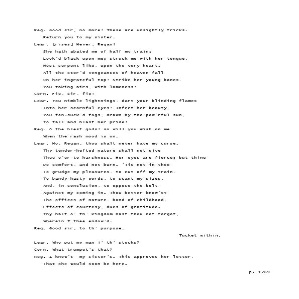 Reg. Good sir, no more! These are unsightly tricks.
Return you to my sister.
Lear. [rises] Never, Regan!
She hath abated me of half my train;
Look'd black upon me; struck me with her tongue,
Most serpent-like, upon the very heart.
All the stor'd vengeances of heaven fall
On her ingrateful top! Strike her young bones,
You taking airs, with lameness!
Corn. Fie, sir, fie!
Lear. You nimble lightnings, dart your blinding flames
Into her scornful eyes! Infect her beauty,
You fen-suck'd fogs, drawn by the pow'rful sun,
To fall and blast her pride!
Reg. O the blest gods! so will you wish on me
When the rash mood is on.
Lear. No, Regan, thou shalt never have my curse.
Thy tender-hefted nature shall not give
Thee o'er to harshness. Her eyes are fierce; but thine
Do comfort, and not burn. 'Tis not in thee
To grudge my pleasures, to cut off my train,
To bandy hasty words, to scant my sizes,
And, in conclusion, to oppose the bolt
Against my coming in. Thou better know'st
The offices of nature, bond of childhood,
Effects of courtesy, dues of gratitude.
Thy half o' th' kingdom hast thou not forgot,
Wherein I thee endow'd.
Reg. Good sir, to th' purpose.
Tucket within.
Lear. Who put my man i' th' stocks?
Corn. What trumpet's that?
Reg. I know't- my sister's. This approves her letter,
That she would soon be here.